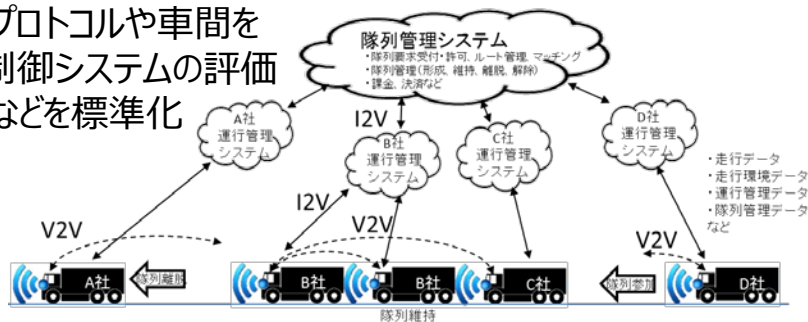 プロトコルや車間を
制御システムの評価
などを標準化
隊列管理システム
・隊列要求受付・許可、ルート管理、マッチング
・隊列管理(形成、維持、離脱、解除)
・課金、決済など
A社
運行管理
システム
I2V
B社
運行管理
システム
C社
運行管理
システム
D社
運行管理
システム
・走行データ
・走行環境データ
・運行管理データ
・隊列管理データ
など
V2V
I2V
V2V
V2V
A社
隊列離脱
B社
B社
C社
隊列参加
D社
隊列維持